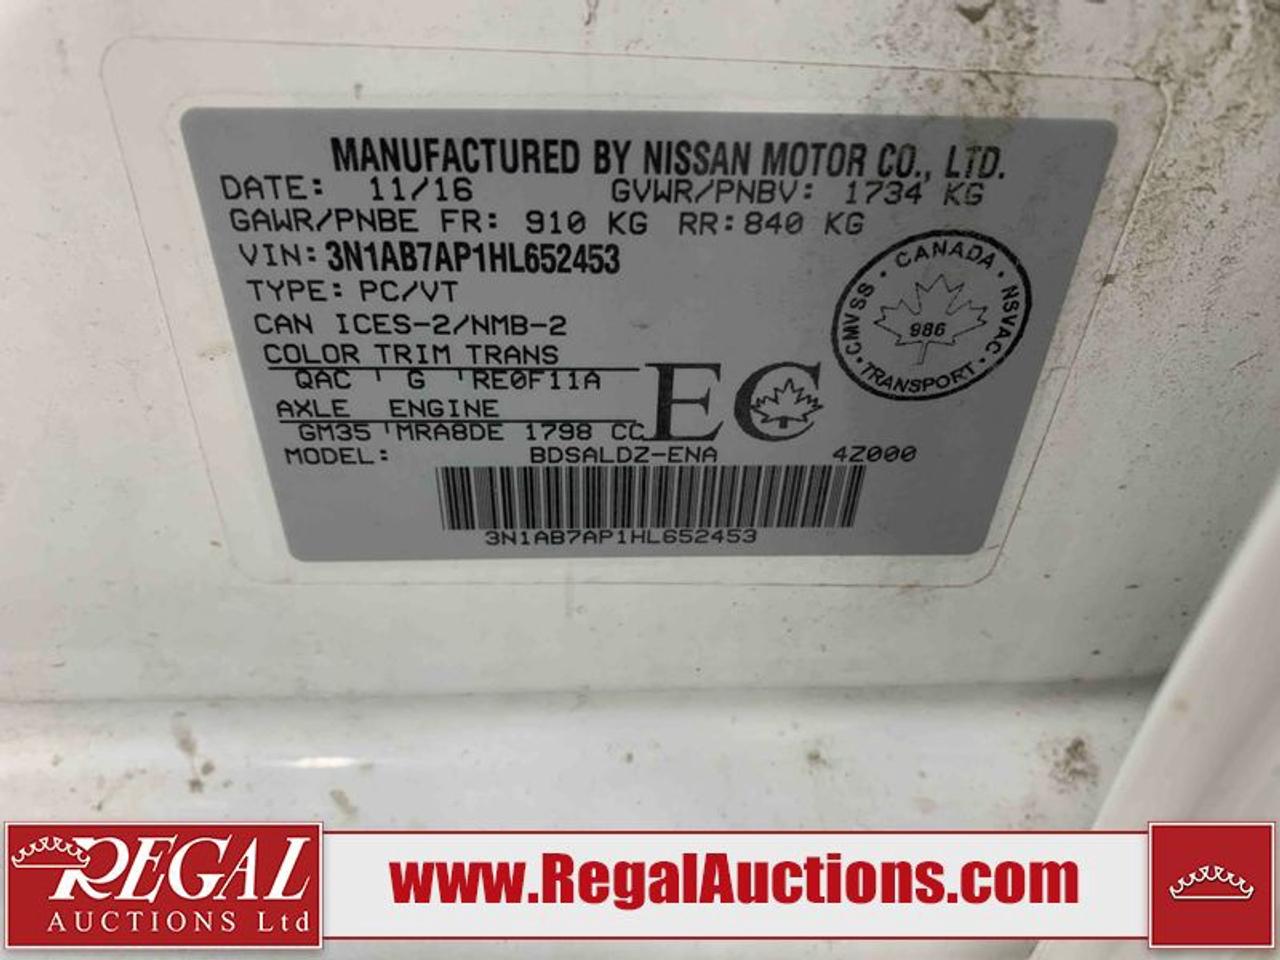 MANUFACTURED BY NISSAN MOTOR CO., LTD.
DATE: 11/16 GVWR/PNBV: 1734 KG
GAWR/PNBE FR: 910 KG RR: 840 KG
VIN: 3N1AB7AP1HL652453
TYPE: PC/VT
CAN ICES-2/NMB-2
COLOR TRIM TRANS
QAC G RE0F11A
AXLE ENGINE
GM35 MRA8DE 1798 CC
EC
CANADA
CMVSS · NSVAC
986
TRANSPORT
MODEL: BDSALDZ-ENA 4Z000
3N1AB7AP1HL652453
REGAL
AUCTIONS Ltd
www.RegalAuctions.com